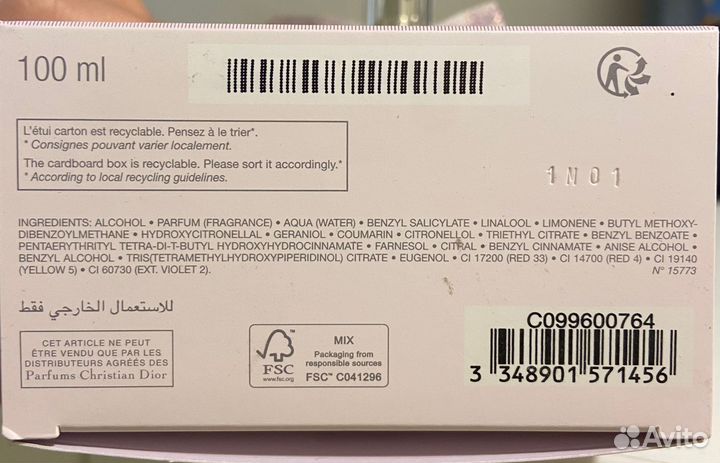 100 ml
L'étui carton est recyclable. Pensez à le trier*.
* Consignes pouvant varier localement.
The cardboard box is recyclable. Please sort it accordingly.*
* According to local recycling guidelines.
1N01
INGREDIENTS: ALCOHOL • PARFUM (FRAGRANCE) • AQUA (WATER) • BENZYL SALICYLATE • LINALOOL • LIMONENE • BUTYL METHOXY-
DIBENZOYLMETHANE • HYDROXYCITRONELLAL • GERANIOL • COUMARIN • CITRONELLOL • TRIETHYL CITRATE • BENZYL BENZOATE •
PENTAERYTHRITYL TETRA-DI-T-BUTYL HYDROXYHYDROCINNAMATE • FARNESOL • CITRAL • BENZYL CINNAMATE • ANISE ALCOHOL •
BENZYL ALCOHOL • TRIS(TETRAMETHYLHYDROXYPIPERIDINOL) CITRATE • EUGENOL • CI 17200 (RED 33) • CI 14700 (RED 4) • CI 19140
(YELLOW 5) • CI 60730 (EXT. VIOLET 2).
N° 15773
للاستعمال الخارجي فقط
CET ARTICLE NE PEUT
ÊTRE VENDU QUE PAR LES
DISTRIBUTEURS AGRÉÉS DES
Parfums Christian Dior
FSC
www.fsc.org
MIX
Packaging from
responsible sources
FSC™ C041296
C099600764
3 348901 571456
Avito